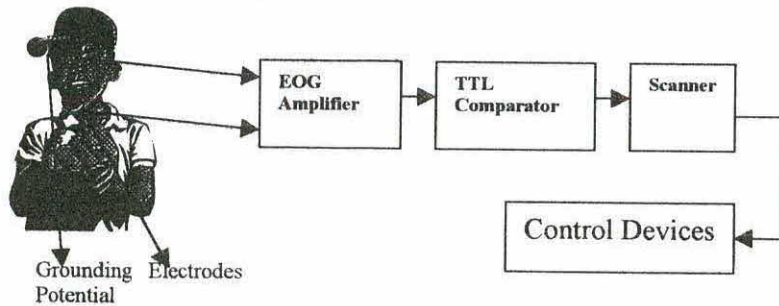 EOG
Amplifier
TTL
Comparator
Scanner
Control Devices
Grounding Electrodes
Potential